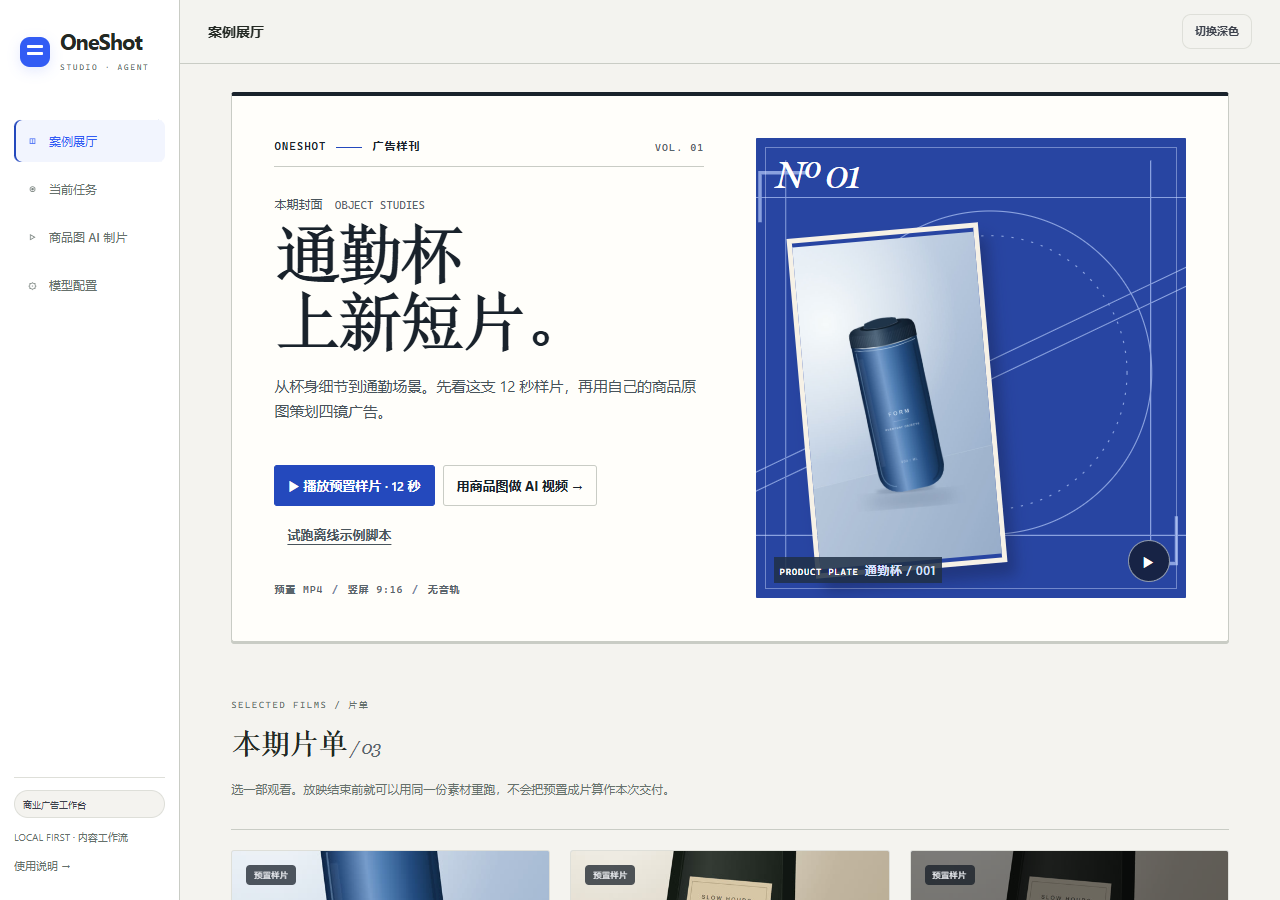 OneShot
STUDIO · AGENT
案例展厅
当前任务
商品图 AI 制片
模型配置
商业广告工作台
LOCAL FIRST · 内容工作流
使用说明 →
案例展厅
切换深色
ONESHOT —— 广告样刊
VOL. 01
本期封面 OBJECT STUDIES
通勤杯
上新短片。
从杯身细节到通勤场景。先看这支 12 秒样片，再用自己的商品原
图策划四镜广告。
▶ 播放预置样片 · 12 秒
用商品图做 AI 视频 →
试跑离线示例脚本
预置 MP4 / 竖屏 9:16 / 无音轨
Nº 01
FORM
PRODUCT PLATE 通勤杯 / 001
SELECTED FILMS / 片单
本期片单 / 03
选一部观看。放映结束前就可以用同一份素材重跑，不会把预置成片算作本次交付。
预置样片
预置样片
SLOW HOURS
预置样片
SLOW HOURS